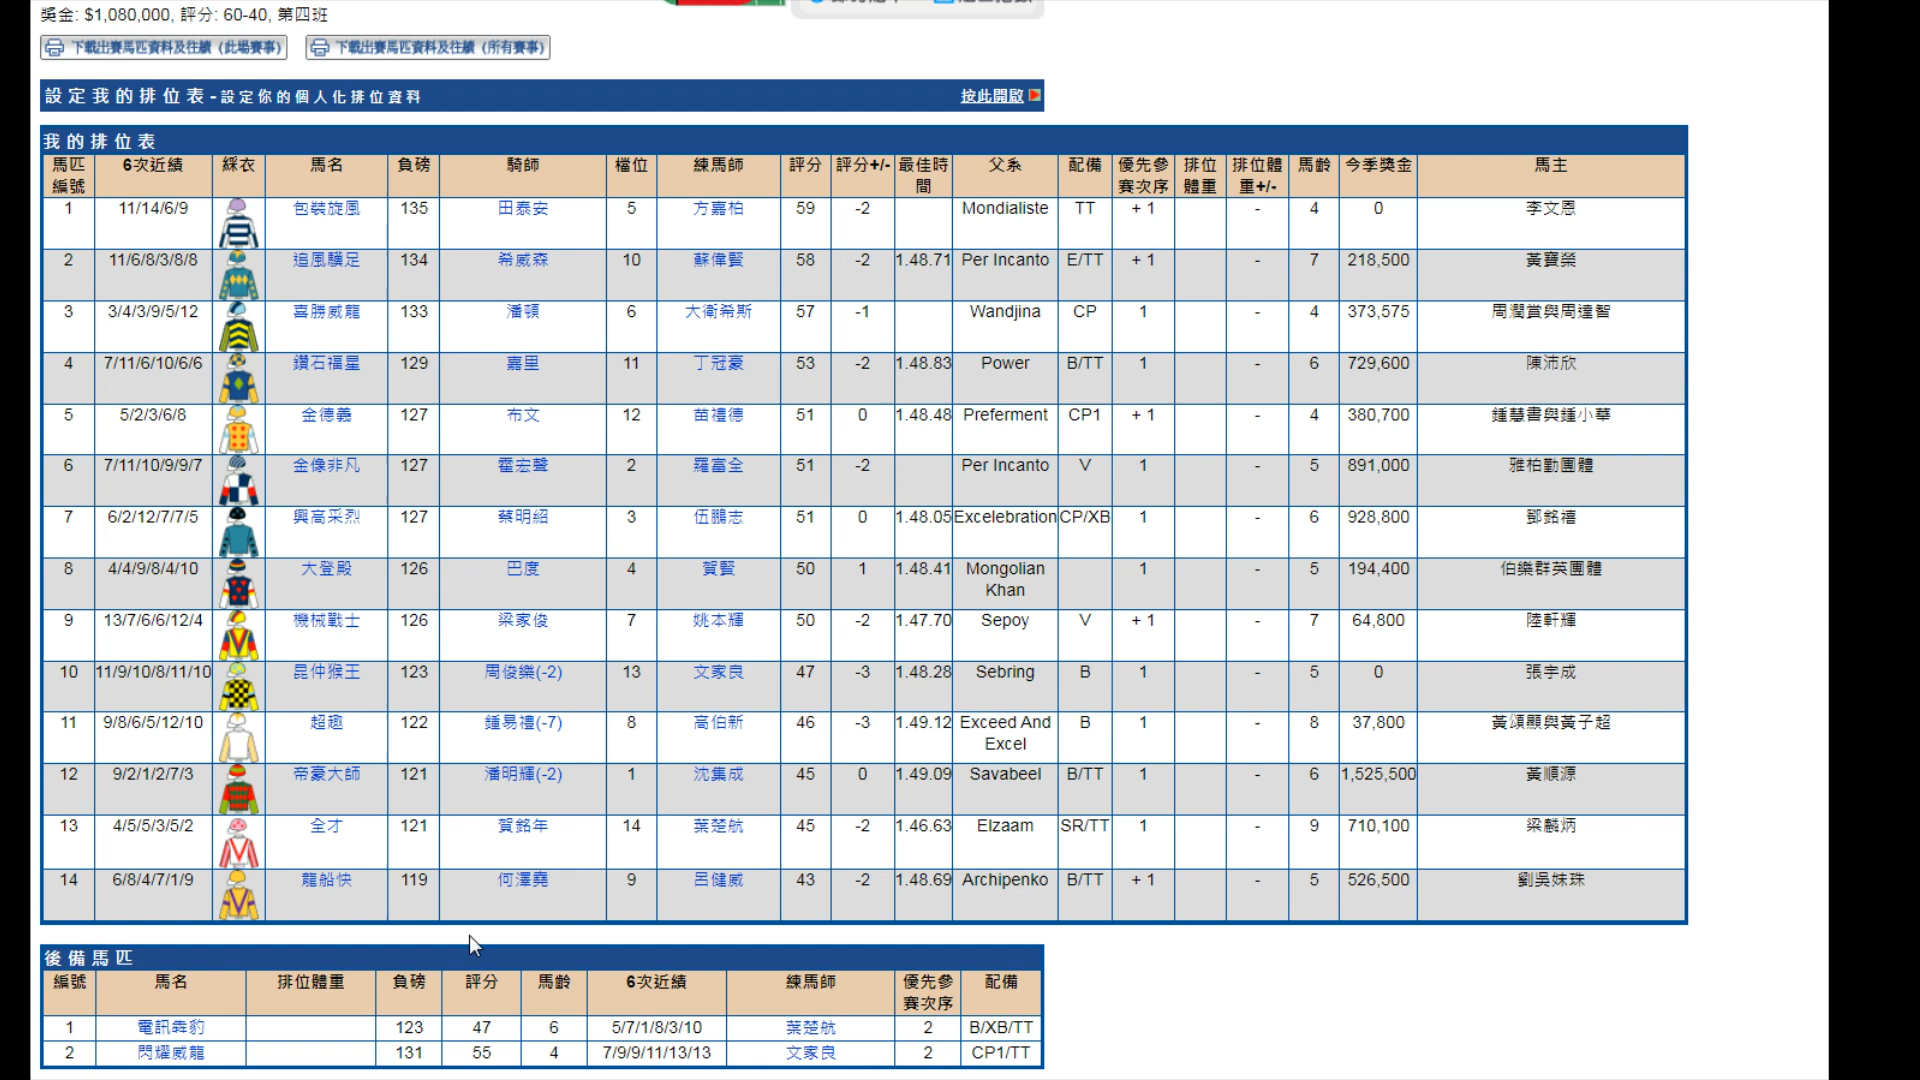 獎金: $1,080,000, 評分: 60-40, 第四班
下載出賽馬匹資料及往績 (此場賽事) 下載出賽馬匹資料及往績 (所有賽事)
設定我的排位表-設定你的個人化排位資料 按此開啟
我的排位表
馬匹編號 6次近績 綵衣 馬名 負磅 騎師 檔位 練馬師 評分 評分+/- 最佳時間 父系 配備 優先參賽次序 排位體重 排位體重+/- 馬齡 今季獎金 馬主
1 11/14/6/9 包裝旋風 135 田泰安 5 方嘉柏 59 -2 Mondialiste TT + 1 - 4 0 李文恩
2 11/6/8/3/8/8 追風驥足 134 希威森 10 蘇偉賢 58 -2 1.48.71 Per Incanto E/TT + 1 - 7 218,500 黃寶榮
3 3/4/3/9/5/12 喜勝威龍 133 潘頓 6 大衛希斯 57 -1 Wandjina CP 1 - 4 373,575 周潤賞與周達智
4 7/11/6/10/6/6 鑽石福星 129 嘉里 11 丁冠豪 53 -2 1.48.83 Power B/TT 1 - 6 729,600 陳沛欣
5 5/2/3/6/8 金德義 127 布文 12 苗禮德 51 0 1.48.48 Preferment CP1 + 1 - 4 380,700 鍾慧書與鍾小華
6 7/11/10/9/9/7 金像非凡 127 霍宏聲 2 羅富全 51 -2 Per Incanto V 1 - 5 891,000 雅柏勤團體
7 6/2/12/7/7/5 興高采烈 127 蔡明紹 3 伍鵬志 51 0 1.48.05 Excelebration CP/XB 1 - 6 928,800 鄧銘禧
8 4/4/9/8/4/10 大登殿 126 巴度 4 賀賢 50 1 1.48.41 Mongolian Khan 1 - 5 194,400 伯樂群英團體
9 13/7/6/6/12/4 機械戰士 126 梁家俊 7 姚本輝 50 -2 1.47.70 Sepoy V + 1 - 7 64,800 陸軒輝
10 11/9/10/8/11/10 昆仲猴王 123 周俊樂(-2) 13 文家良 47 -3 1.48.28 Sebring B 1 - 5 0 張宇成
11 9/8/6/5/12/10 超趣 122 鍾易禮(-7) 8 高伯新 46 -3 1.49.12 Exceed And Excel B 1 - 8 37,800 黃頌顯與黃子超
12 9/2/1/2/7/3 帝豪大師 121 潘明輝(-2) 1 沈集成 45 0 1.49.09 Savabeel B/TT 1 - 6 1,525,500 黃順源
13 4/5/5/3/5/2 全才 121 賀銘年 14 葉楚航 45 -2 1.46.63 Elzaam SR/TT 1 - 9 710,100 梁麟炳
14 6/8/4/7/1/9 龍船快 119 何澤堯 9 呂健威 43 -2 1.48.69 Archipenko B/TT + 1 - 5 526,500 劉吳妹珠
後備馬匹
編號 馬名 排位體重 負磅 評分 馬齡 6次近績 練馬師 優先參賽次序 配備
1 電訊犇豹 123 47 6 5/7/1/8/3/10 葉楚航 2 B/XB/TT
2 閃耀威龍 131 55 4 7/9/9/11/13/13 文家良 2 CP1/TT